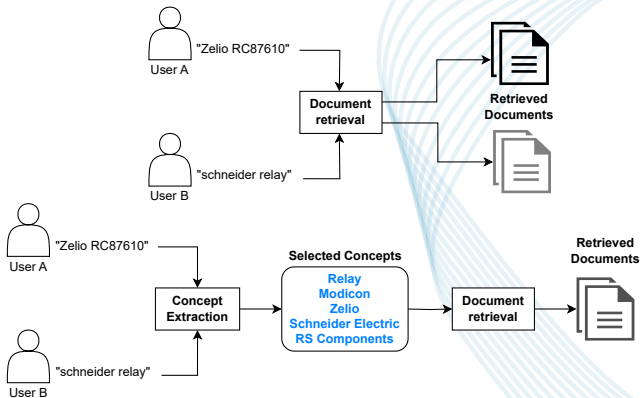 "Zelio RC87610"
User A
Document
retrieval
Retrieved
Documents
"schneider relay"
User B
"Zelio RC87610"
User A
Concept
Extraction
"schneider relay"
User B
Selected Concepts
Relay
Modicon
Zelio
Schneider Electric
RS Components
Document
retrieval
Retrieved
Documents